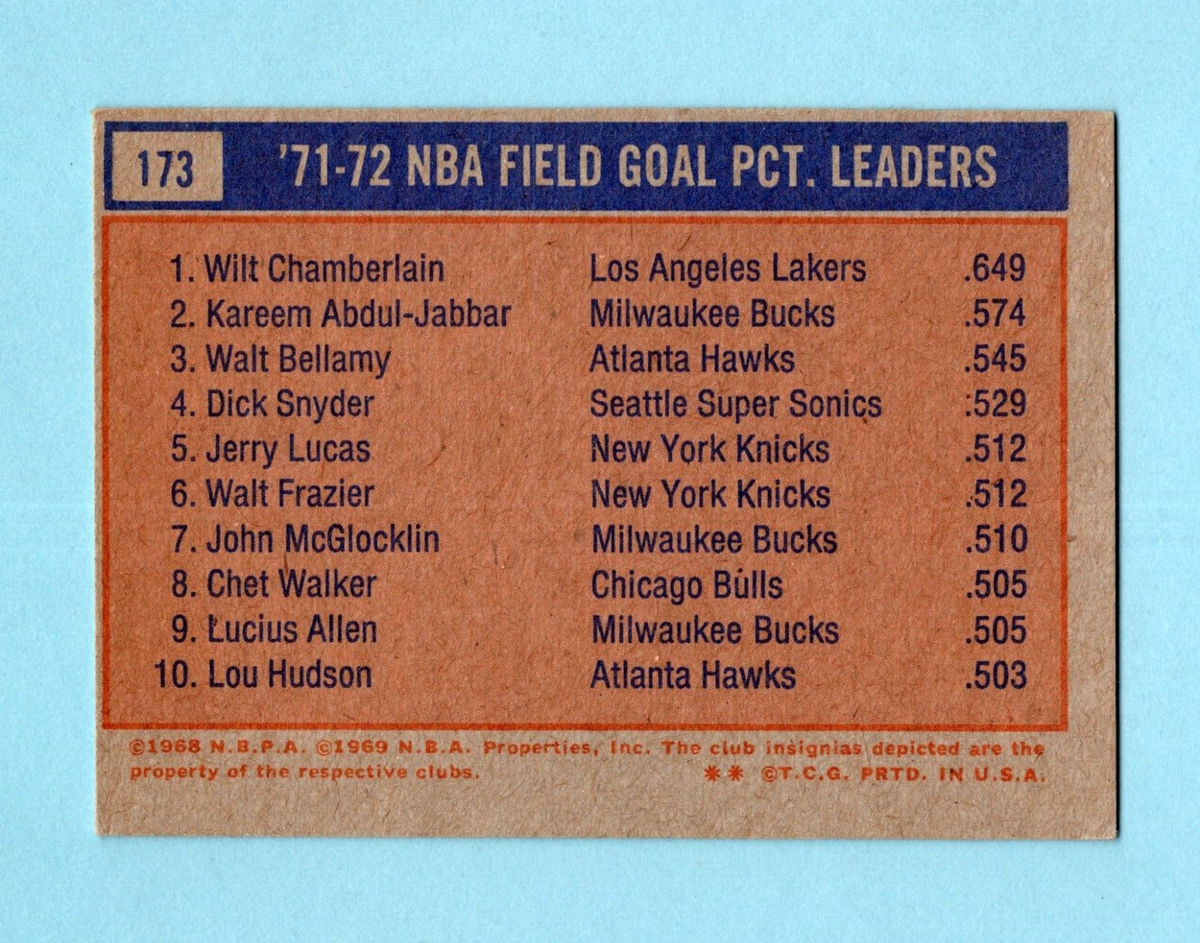 173 '71-72 NBA FIELD GOAL PCT. LEADERS
1. Wilt Chamberlain Los Angeles Lakers .649
2. Kareem Abdul-Jabbar Milwaukee Bucks .574
3. Walt Bellamy Atlanta Hawks .545
4. Dick Snyder Seattle Super Sonics .529
5. Jerry Lucas New York Knicks .512
6. Walt Frazier New York Knicks .512
7. John McGlocklin Milwaukee Bucks .510
8. Chet Walker Chicago Bulls .505
9. Lucius Allen Milwaukee Bucks .505
10. Lou Hudson Atlanta Hawks .503
©1968 N.B.P.A. ©1969 N.B.A. Properties, Inc. The club insignias depicted are the
property of the respective clubs. ** ©T.C.G. PRTD. IN U.S.A.